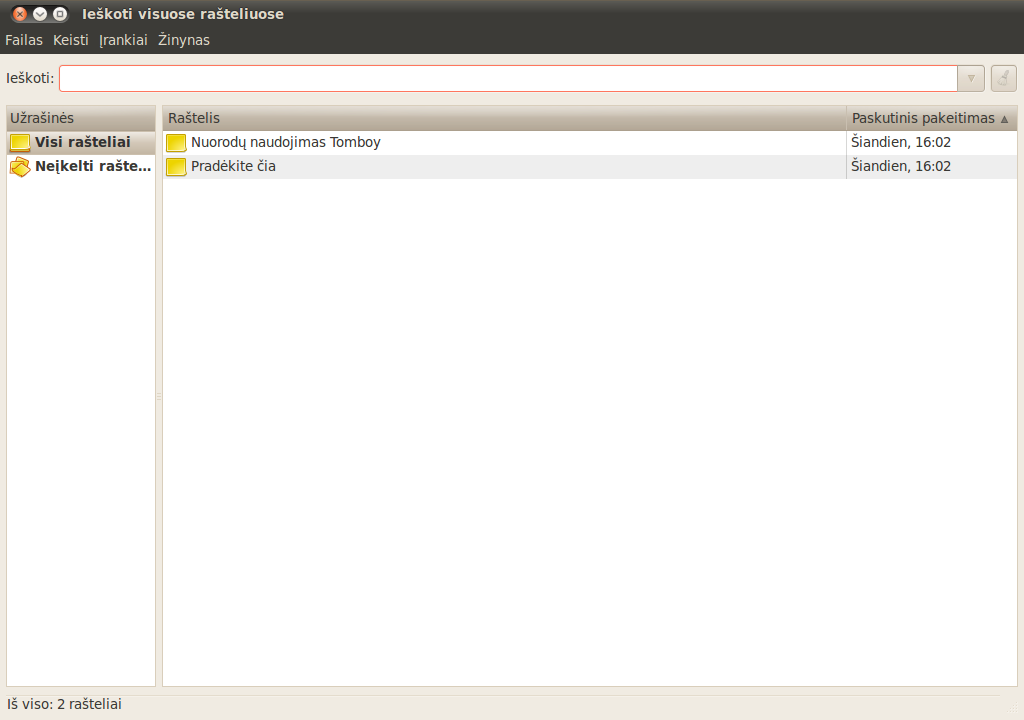 Ieškoti visuose rašteliuose
Failas Keisti Įrankiai Žinynas
Ieškoti:
Užrašinės
Visi rašteliai
Neįkelti rašte...
Raštelis Paskutinis pakeitimas
Nuorodų naudojimas Tomboy Šiandien, 16:02
Pradėkite čia Šiandien, 16:02
Iš viso: 2 rašteliai